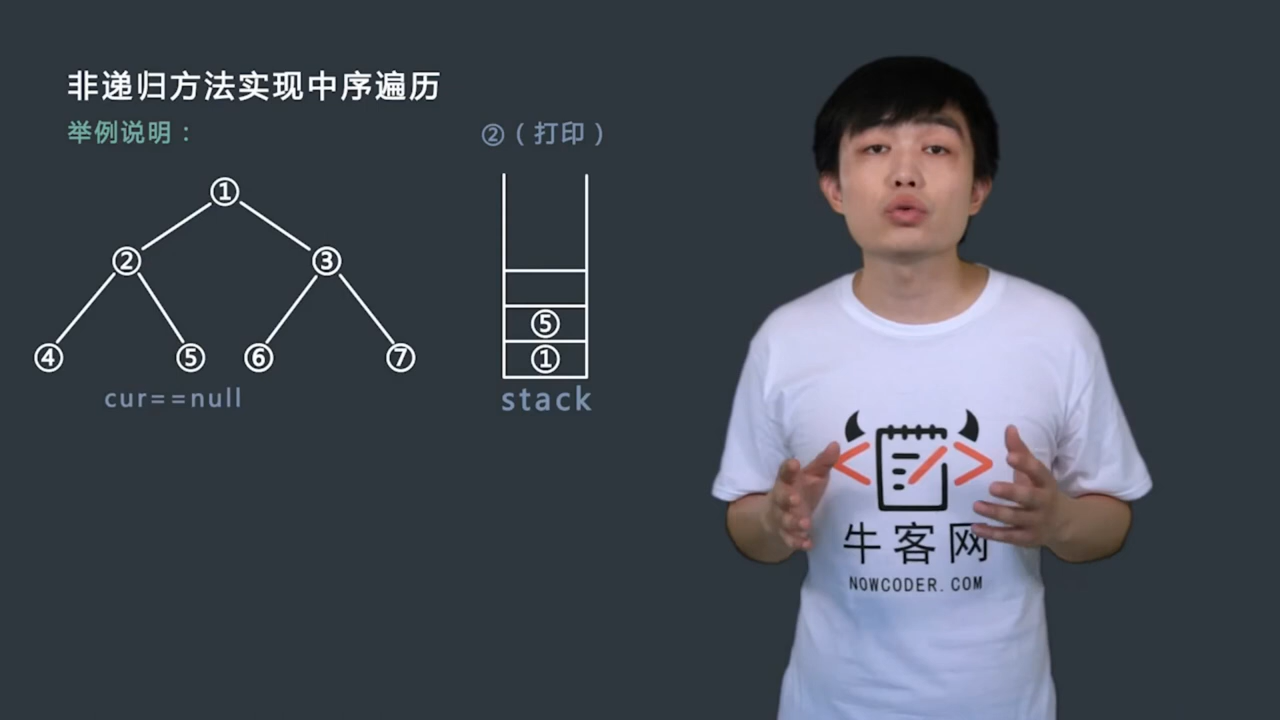 非递归方法实现中序遍历
举例说明：
②（打印）
①
② ③
④ ⑤ ⑥ ⑦
cur==null
⑤
①
stack
牛客网
NOWCODER.COM